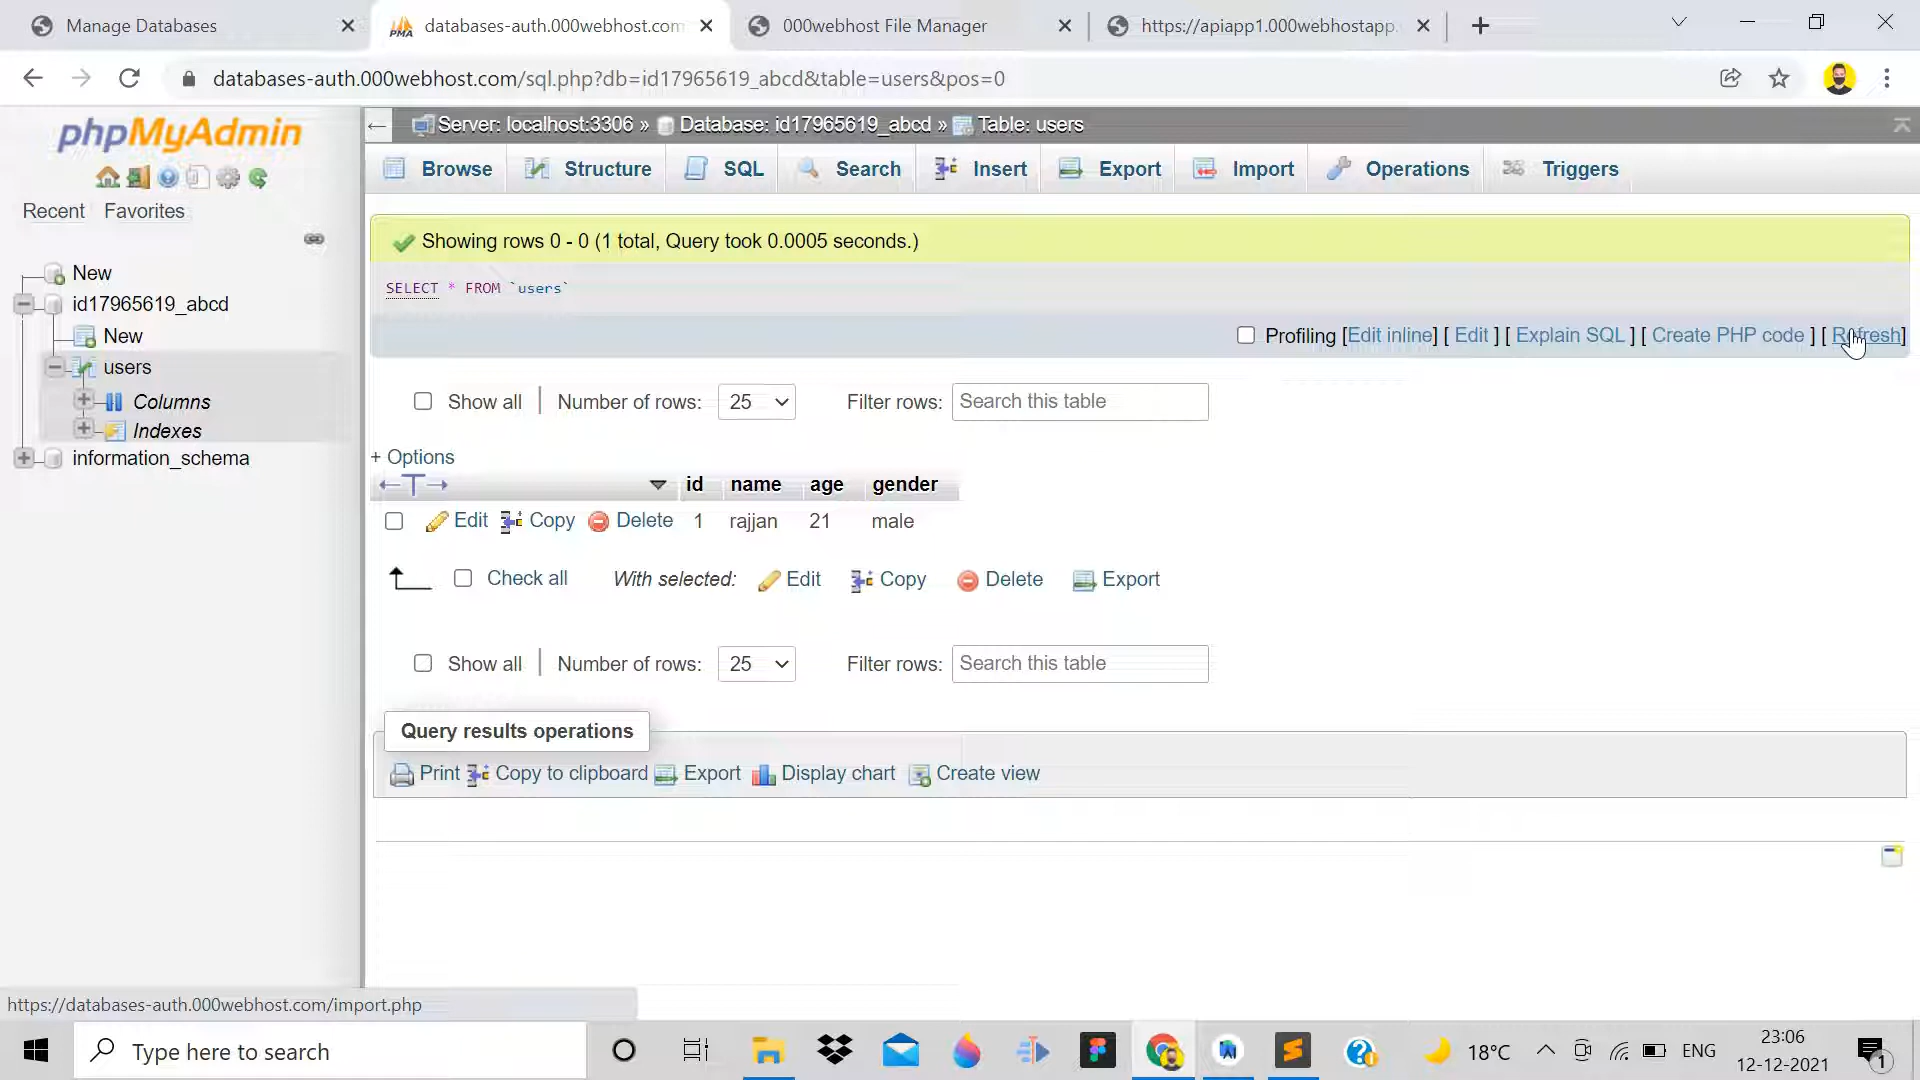 Manage Databases
databases-auth.000webhost.com
000webhost File Manager
https://apiapp1.000webhostapp.
databases-auth.000webhost.com/sql.php?db=id17965619_abcd&table=users&pos=0
phpMyAdmin
Recent Favorites
New
id17965619_abcd
New
users
Columns
Indexes
information_schema
Server: localhost:3306 » Database: id17965619_abcd » Table: users
Browse Structure SQL Search Insert Export Import Operations Triggers
Showing rows 0 - 0 (1 total, Query took 0.0005 seconds.)
SELECT * FROM `users`
Profiling [Edit inline] [ Edit ] [ Explain SQL ] [ Create PHP code ] [ Refresh]
Show all Number of rows: 25 Filter rows: Search this table
+ Options
id name age gender
Edit Copy Delete 1 rajjan 21 male
Check all With selected: Edit Copy Delete Export
Show all Number of rows: 25 Filter rows: Search this table
Query results operations
Print Copy to clipboard Export Display chart Create view
https://databases-auth.000webhost.com/import.php
Type here to search
18°C
ENG
23:06
12-12-2021
1